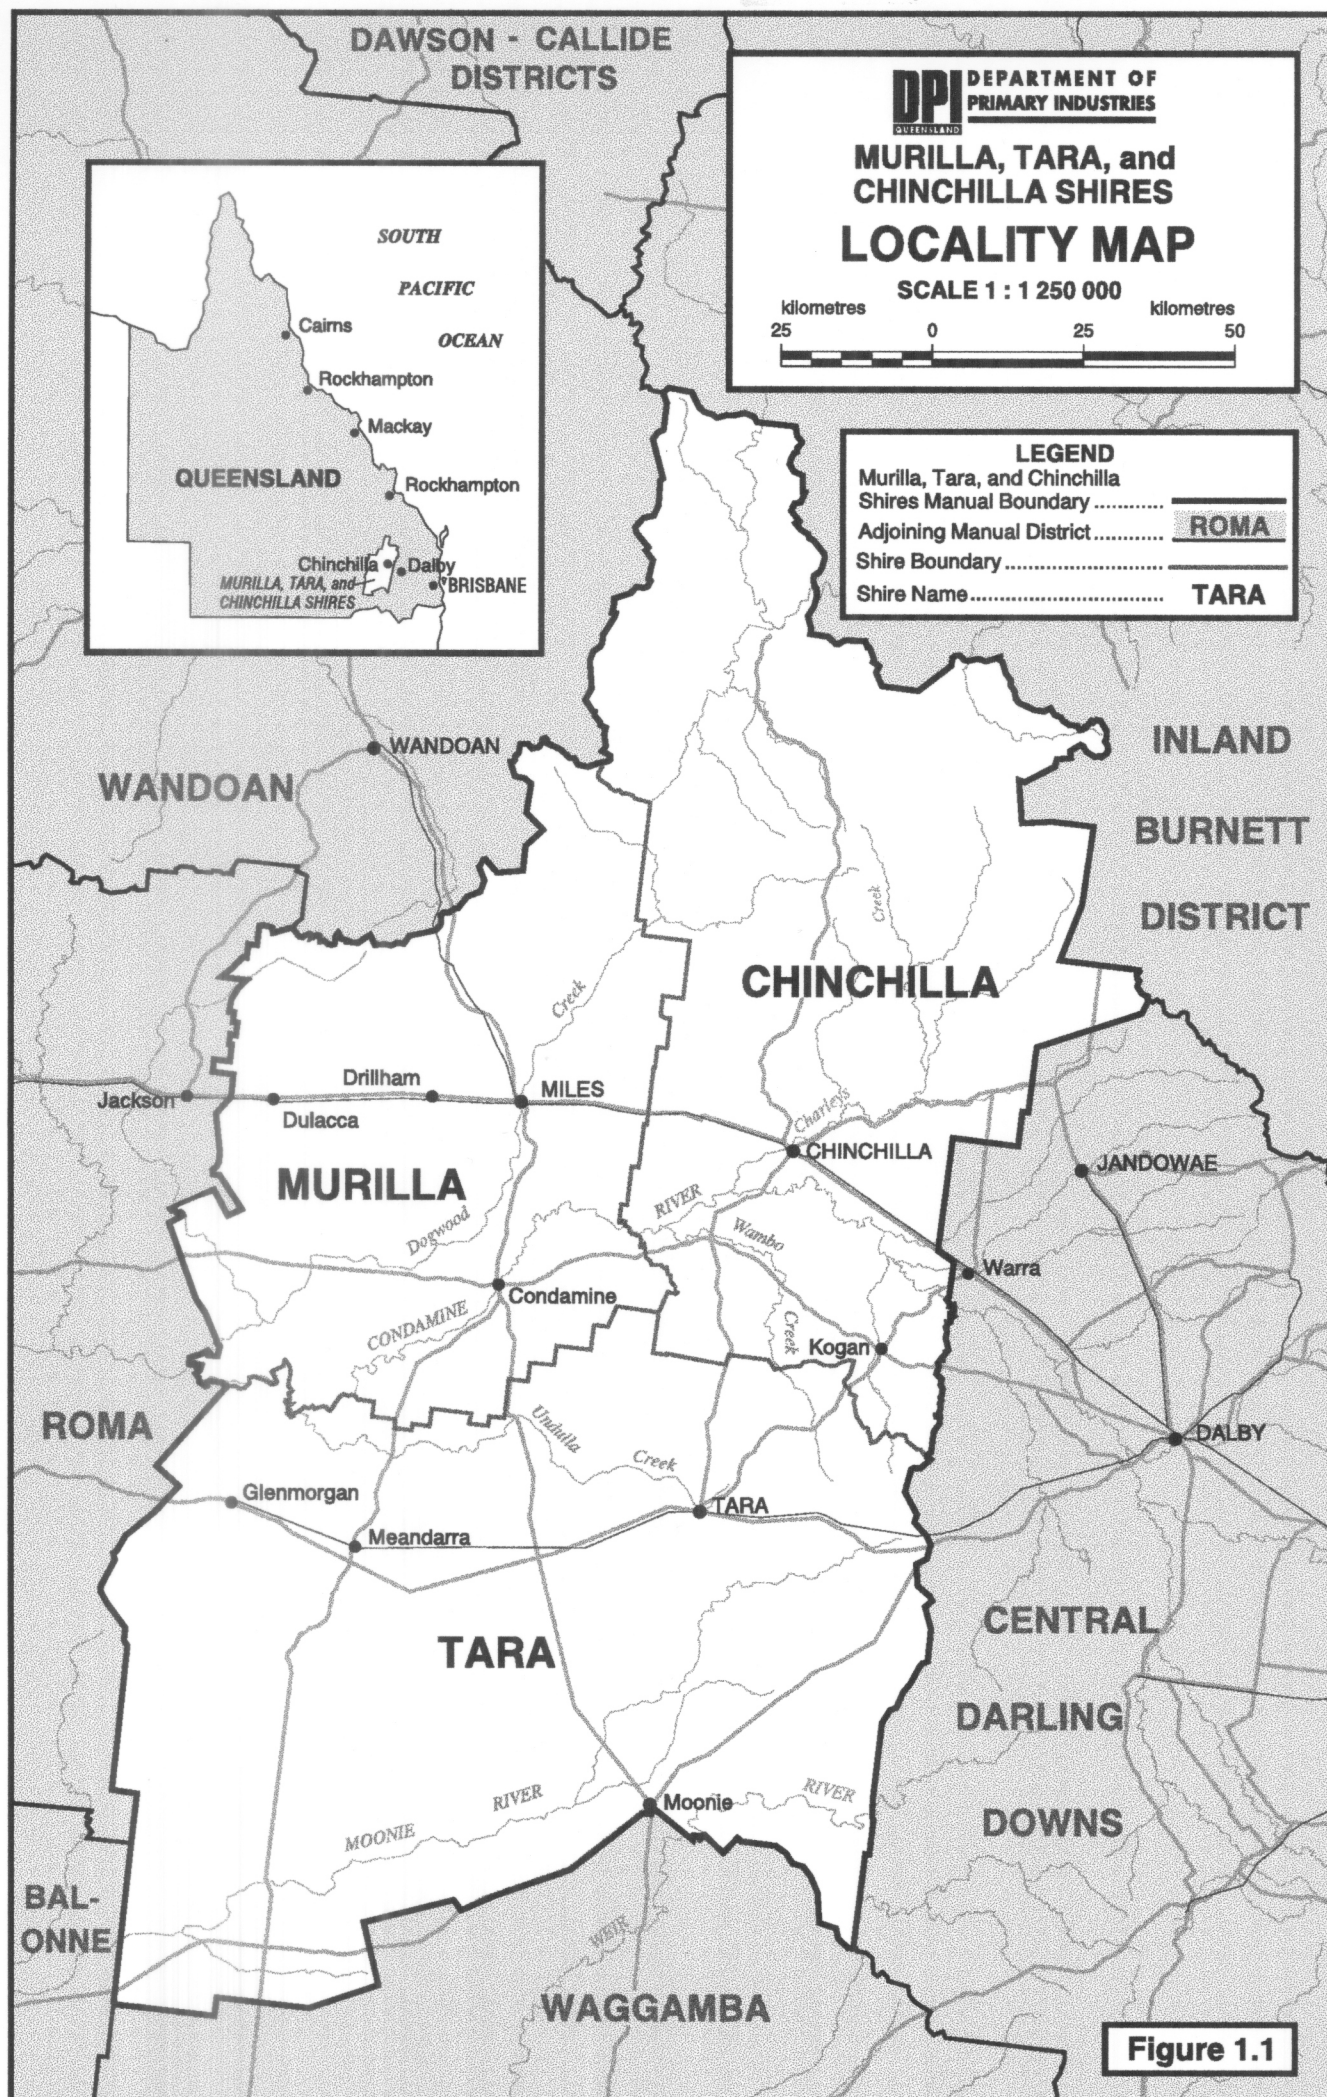 DAWSON - CALLIDE
DISTRICTS
DPI
QUEENSLAND
DEPARTMENT OF
PRIMARY INDUSTRIES
MURILLA, TARA, and
CHINCHILLA SHIRES
LOCALITY MAP
SCALE 1 : 1 250 000
kilometres
kilometres
25
0
25
50
SOUTH
PACIFIC
OCEAN
Cairns
Rockhampton
Mackay
QUEENSLAND
Rockhampton
Chinchilla
Dalby
MURILLA, TARA, and
CHINCHILLA SHIRES
BRISBANE
LEGEND
Murilla, Tara, and Chinchilla
Shires Manual Boundary ............
Adjoining Manual District ............
ROMA
Shire Boundary ............................
Shire Name ..................................
TARA
WANDOAN
WANDOAN
INLAND
BURNETT
DISTRICT
Creek
CHINCHILLA
Creek
Drillham
MILES
Jackson
Dulacca
Charleys
CHINCHILLA
JANDOWAE
MURILLA
RIVER
Dogwood
Wambo
Warra
Condamine
CONDAMINE
Creek
Kogan
ROMA
Undulla
Creek
DALBY
Glenmorgan
TARA
Meandarra
CENTRAL
TARA
DARLING
RIVER
RIVER
Moonie
DOWNS
MOONIE
BAL-
ONNE
WEIR
WAGGAMBA
Figure 1.1